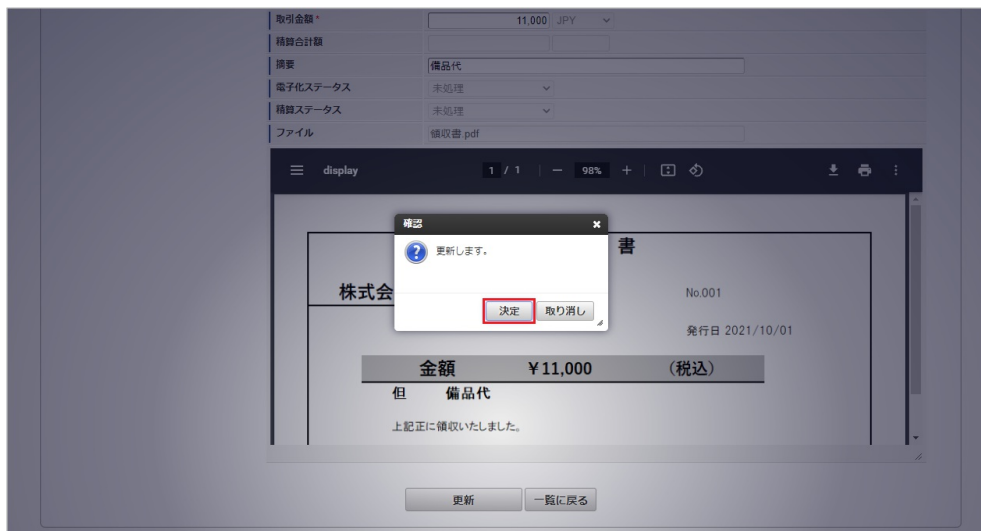 取引金額* 11,000 JPY
精算合計額
摘要 備品代
電子化ステータス 未処理
精算ステータス 未処理
ファイル 領収書.pdf
display 1 / 1 98%
確認
更新します。
決定 取り消し
書
株式会
No.001
発行日 2021/10/01
金額 ¥11,000 (税込)
但 備品代
上記正に領収いたしました。
更新 一覧に戻る